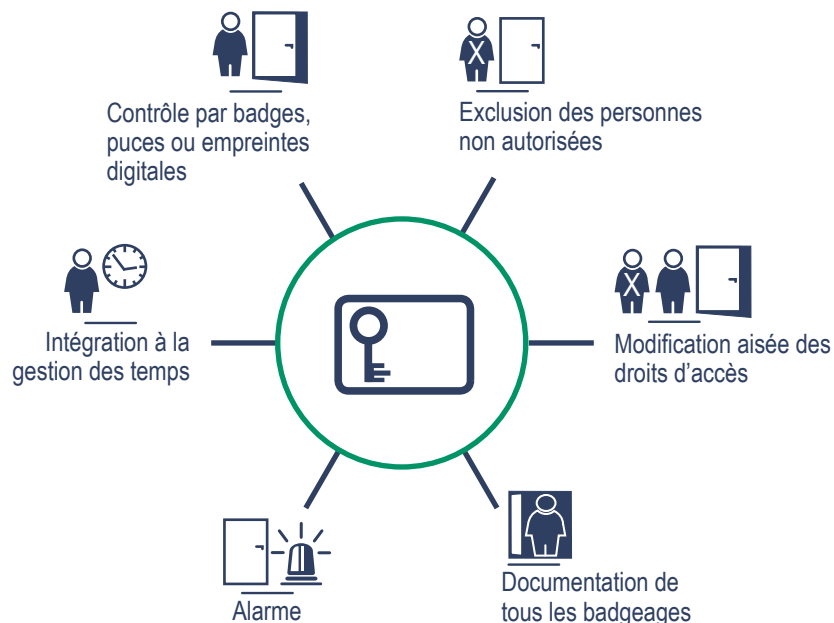 Contrôle par badges,
puces ou empreintes
digitales
Exclusion des personnes
non autorisées
Intégration à la
gestion des temps
Modification aisée des
droits d’accès
Alarme
Documentation de
tous les badgeages